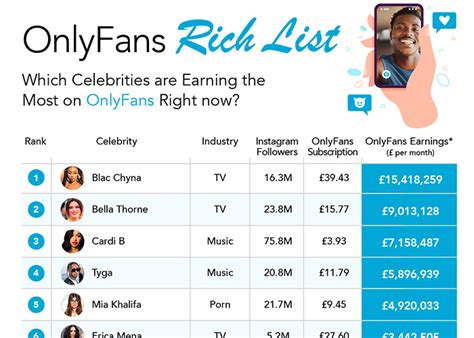 OnlyFans Rich List
Which Celebrities are Earning the
Most on OnlyFans Right now?
Rank Celebrity Industry Instagram Followers OnlyFans Subscription OnlyFans Earnings* (£ per month)
1 Blac Chyna TV 16.3M £39.43 £15,418,259
2 Bella Thorne TV 23.8M £15.77 £9,013,128
3 Cardi B Music 75.8M £3.93 £7,158,487
4 Tyga Music 20.8M £11.79 £5,896,939
5 Mia Khalifa Porn 21.7M £9.45 £4,920,033
6 Erica Mena TV 5.2M £27.60 £3,442,505